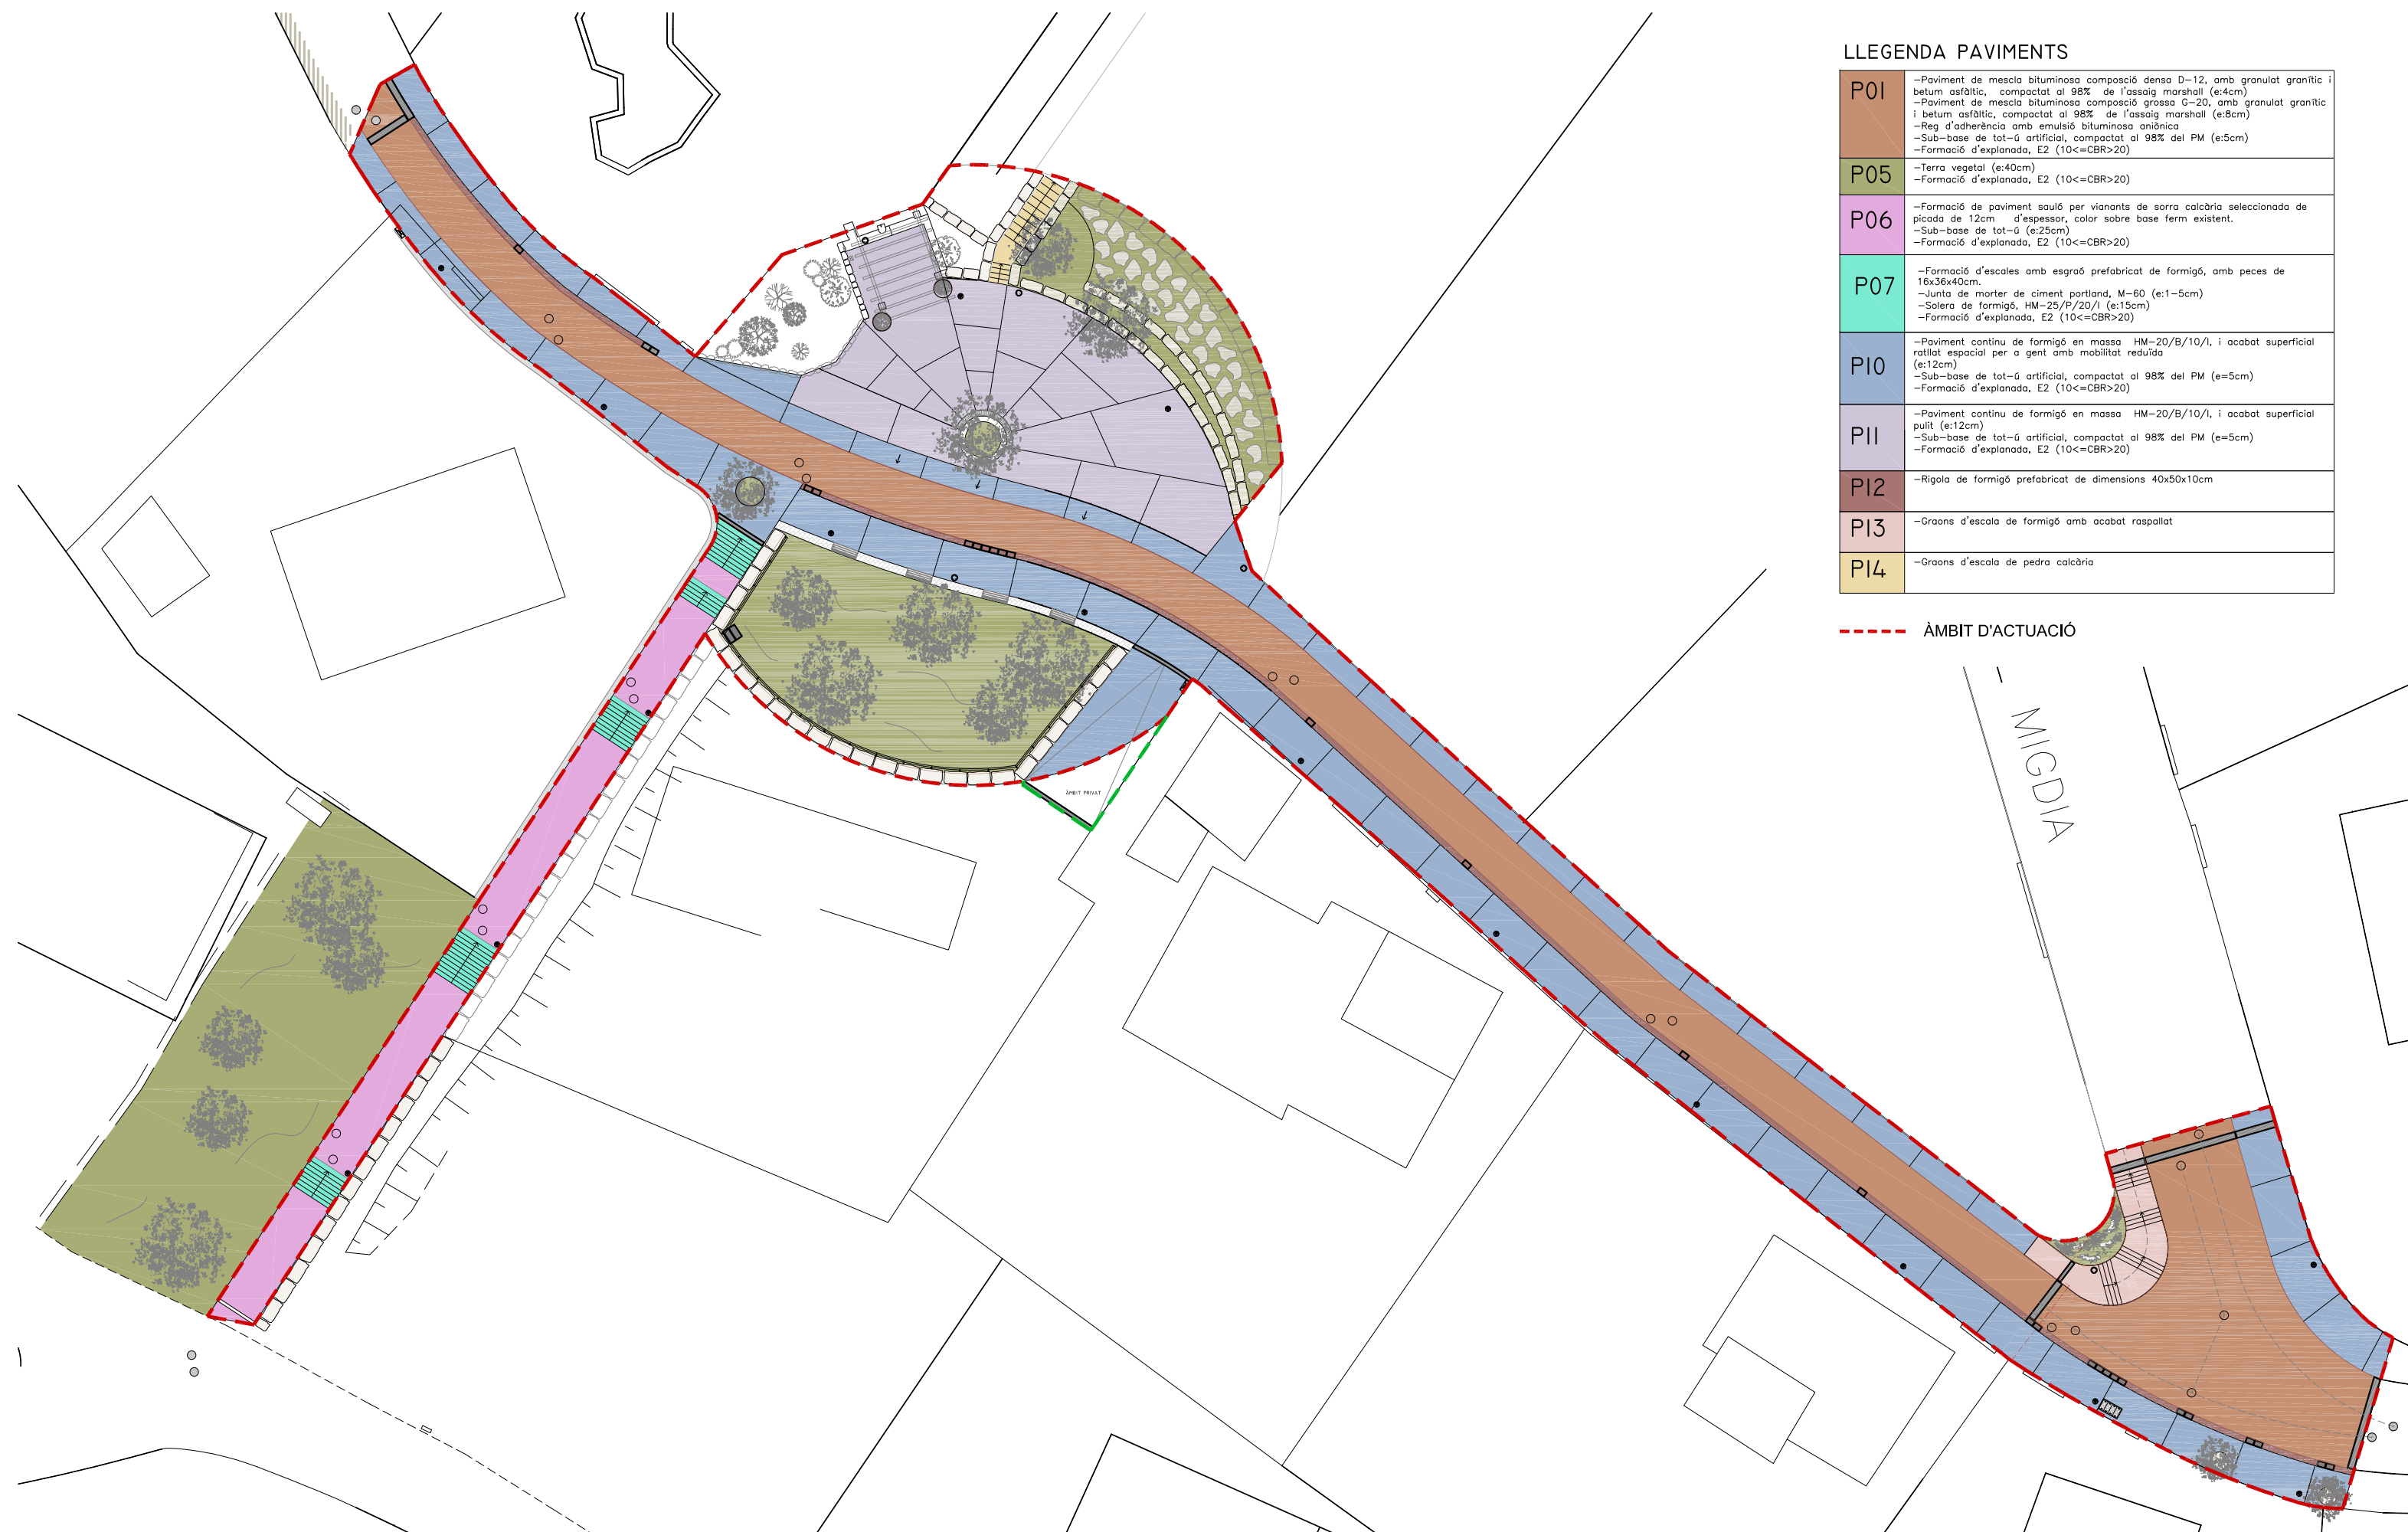 LLEGENDA PAVIMENTS
P01
-Paviment de mescla bituminosa composció densa D-12, amb granulat granític i
betum asfàltic, compactat al 98% de l'assaig marshall (e:4cm)
-Paviment de mescla bituminosa composció grossa G-20, amb granulat granític
i betum asfàltic, compactat al 98% de l'assaig marshall (e:8cm)
-Reg d'adherència amb emulsió bituminosa aniònica
-Sub-base de tot-ú artificial, compactat al 98% del PM (e:5cm)
-Formació d'explanada, E2 (10<=CBR>20)
P05
-Terra vegetal (e:40cm)
-Formació d'explanada, E2 (10<=CBR>20)
P06
-Formació de paviment sauló per vianants de sorra calcària seleccionada de
picada de 12cm d'espessor, color sobre base ferm existent.
-Sub-base de tot-ú (e:25cm)
-Formació d'explanada, E2 (10<=CBR>20)
P07
-Formació d'escales amb esgraó prefabricat de formigó, amb peces de
16x36x40cm.
-Junta de morter de ciment portland, M-60 (e:1-5cm)
-Solera de formigó, HM-25/P/20/I (e:15cm)
-Formació d'explanada, E2 (10<=CBR>20)
P10
-Paviment continu de formigó en massa HM-20/B/10/I, i acabat superficial
ratllat espacial per a gent amb mobilitat reduïda
(e:12cm)
-Sub-base de tot-ú artificial, compactat al 98% del PM (e=5cm)
-Formació d'explanada, E2 (10<=CBR>20)
P11
-Paviment continu de formigó en massa HM-20/B/10/I, i acabat superficial
pulit (e:12cm)
-Sub-base de tot-ú artificial, compactat al 98% del PM (e=5cm)
-Formació d'explanada, E2 (10<=CBR>20)
P12
-Rigola de formigó prefabricat de dimensions 40x50x10cm
P13
-Graons d'escala de formigó amb acabat raspallat
P14
-Graons d'escala de pedra calcària
ÀMBIT D'ACTUACIÓ
MIGDIA
ÀMBIT PRIVAT